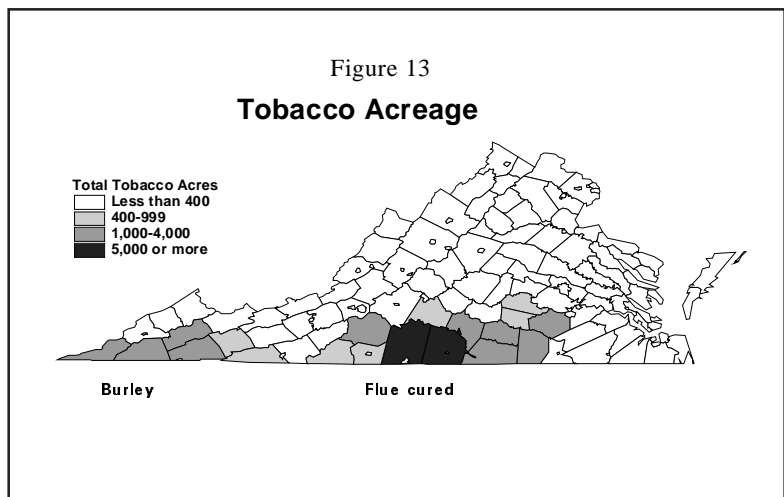 Figure 13
Tobacco Acreage
Total Tobacco Acres
Less than 400
400-999
1,000-4,000
5,000 or more
Burley Flue cured